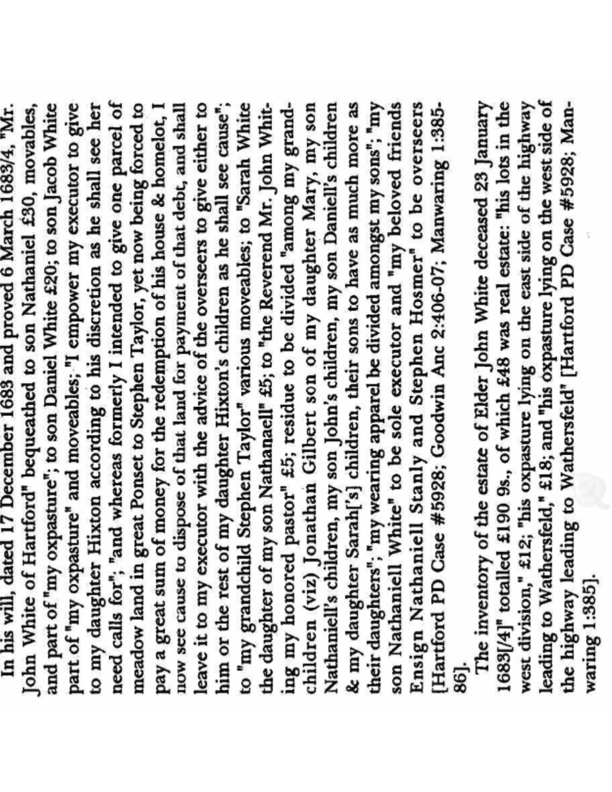 In his will, dated 17 December 1683 and proved 6 March 1683/4, "Mr.
John White of Hartford" bequeathed to son Nathaniel £30, movables,
and part of "my oxpasture"; to son Daniel White £20; to son Jacob White
part of "my oxpasture" and moveables; "I empower my executor to give
to my daughter Hixton according to his discretion as he shall see her
need calls for"; "and whereas formerly I intended to give one parcel of
meadow land in great Ponset to Stephen Taylor, yet now being forced to
pay a great sum of money for the redemption of his house & homelot, I
now see cause to dispose of that land for payment of that debt, and shall
leave it to my executor with the advice of the overseers to give either to
him or the rest of my daughter Hixton's children as he shall see cause";
to "my grandchild Stephen Taylor" various moveables; to "Sarah White
the daughter of my son Nathanaell" £5; to "the Reverend Mr. John Whit-
ing my honored pastor" £5; residue to be divided "among my grand-
children (viz) Jonathan Gilbert son of my daughter Mary, my son
Nathaniell's children, my son John's children, my son Daniell's children
& my daughter Sarah['s] children, their sons to have as much more as
their daughters"; "my wearing apparel be divided amongst my sons"; "my
son Nathaniell White" to be sole executor and "my beloved friends
Ensign Nathaniell Stanly and Stephen Hosmer" to be overseers
[Hartford PD Case #5928; Goodwin Anc 2:406-07; Manwaring 1:385-
86].
The inventory of the estate of Elder John White deceased 23 January
1683[/4]" totalled £190 9s., of which £48 was real estate: "his lots in the
west division," £12; "his oxpasture lying on the east side of the highway
leading to Wathersfeld," £18; and "his oxpasture lying on the west side of
the highway leading to Wathersfeld" [Hartford PD Case #5928; Man-
waring 1:385].